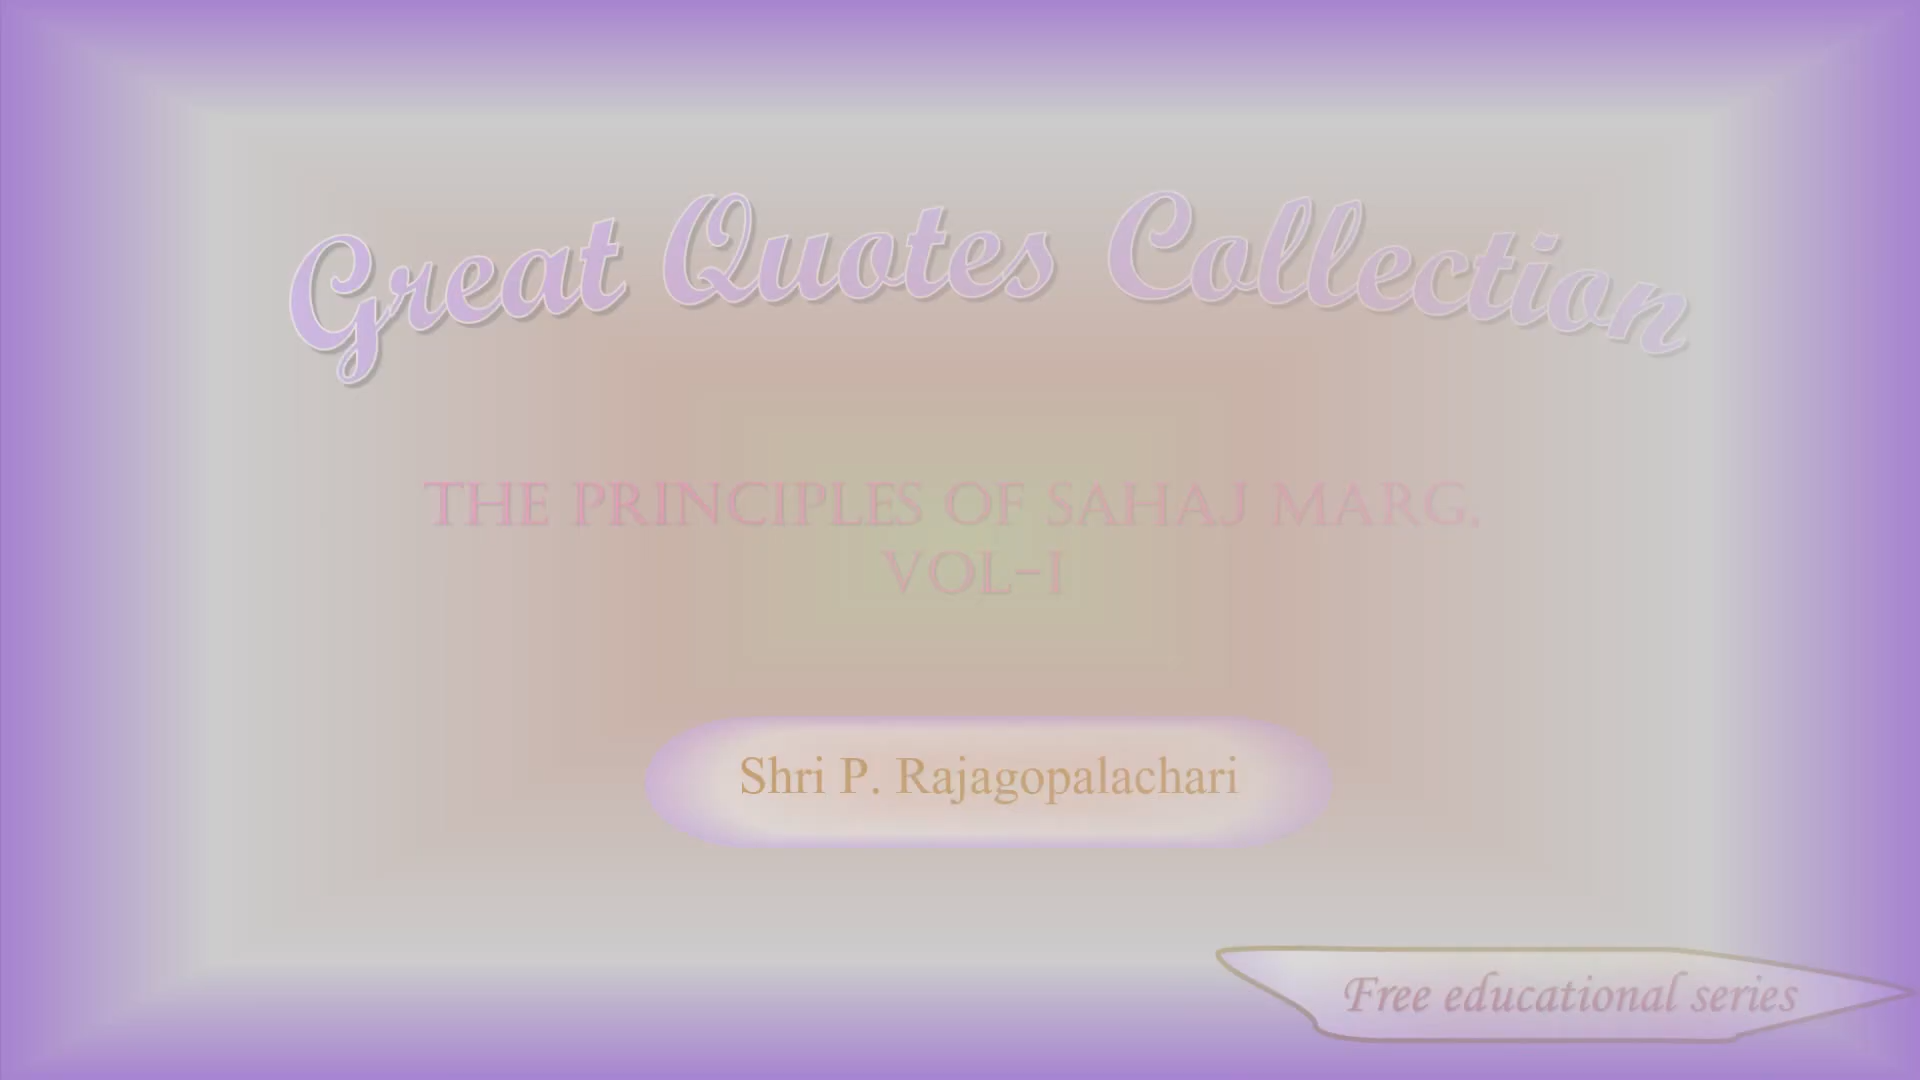 Great Quotes Collection
THE PRINCIPLES OF SAHAJ MARG,
VOL-I
Shri P. Rajagopalachari
Free educational series